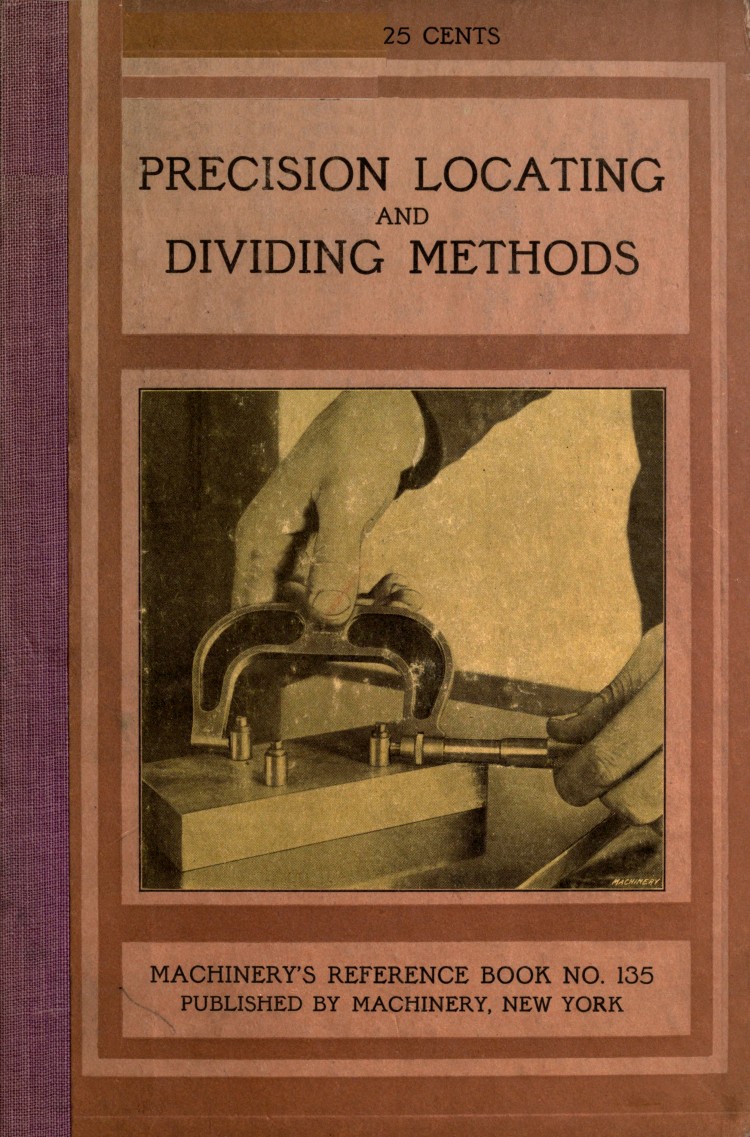 25 CENTS
PRECISION LOCATING
AND
DIVIDING METHODS
MACHINERY
MACHINERY'S REFERENCE BOOK NO. 135
PUBLISHED BY MACHINERY, NEW YORK